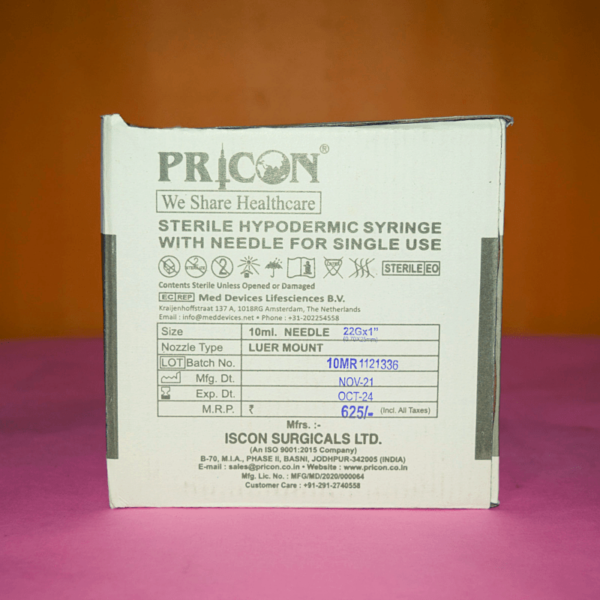 PRICON®
We Share Healthcare
STERILE HYPODERMIC SYRINGE
WITH NEEDLE FOR SINGLE USE
STERILE EO
Contents Sterile Unless Opened or Damaged
EC REP Med Devices Lifesciences B.V.
Kraijenhoffstraat 137 A, 1018RG Amsterdam, The Netherlands
Email : info@meddevices.net • Phone : +31-202254558
Size 10ml. NEEDLE 22Gx1"
(0.70X25mm)
Nozzle Type LUER MOUNT
LOT Batch No. 10MR1121336
Mfg. Dt. NOV-21
Exp. Dt. OCT-24
M.R.P. ₹ 625/- (Incl. All Taxes)
Mfrs. :-
ISCON SURGICALS LTD.
(An ISO 9001:2015 Company)
B-70, M.I.A., PHASE II, BASNI, JODHPUR-342005 (INDIA)
E-mail : sales@pricon.co.in • Website : www.pricon.co.in
Mfg. Lic. No. : MFG/MD/2020/000064
Customer Care : +91-291-2740558